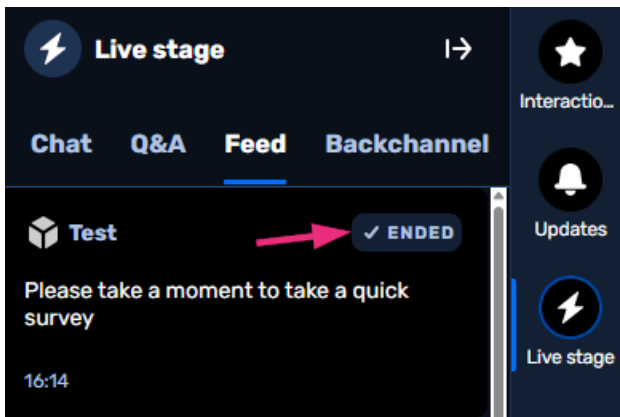 Live stage
Interactio...
Chat Q&A Feed Backchannel
Test
✓ ENDED
Updates
Please take a moment to take a quick
survey
Live stage
16:14